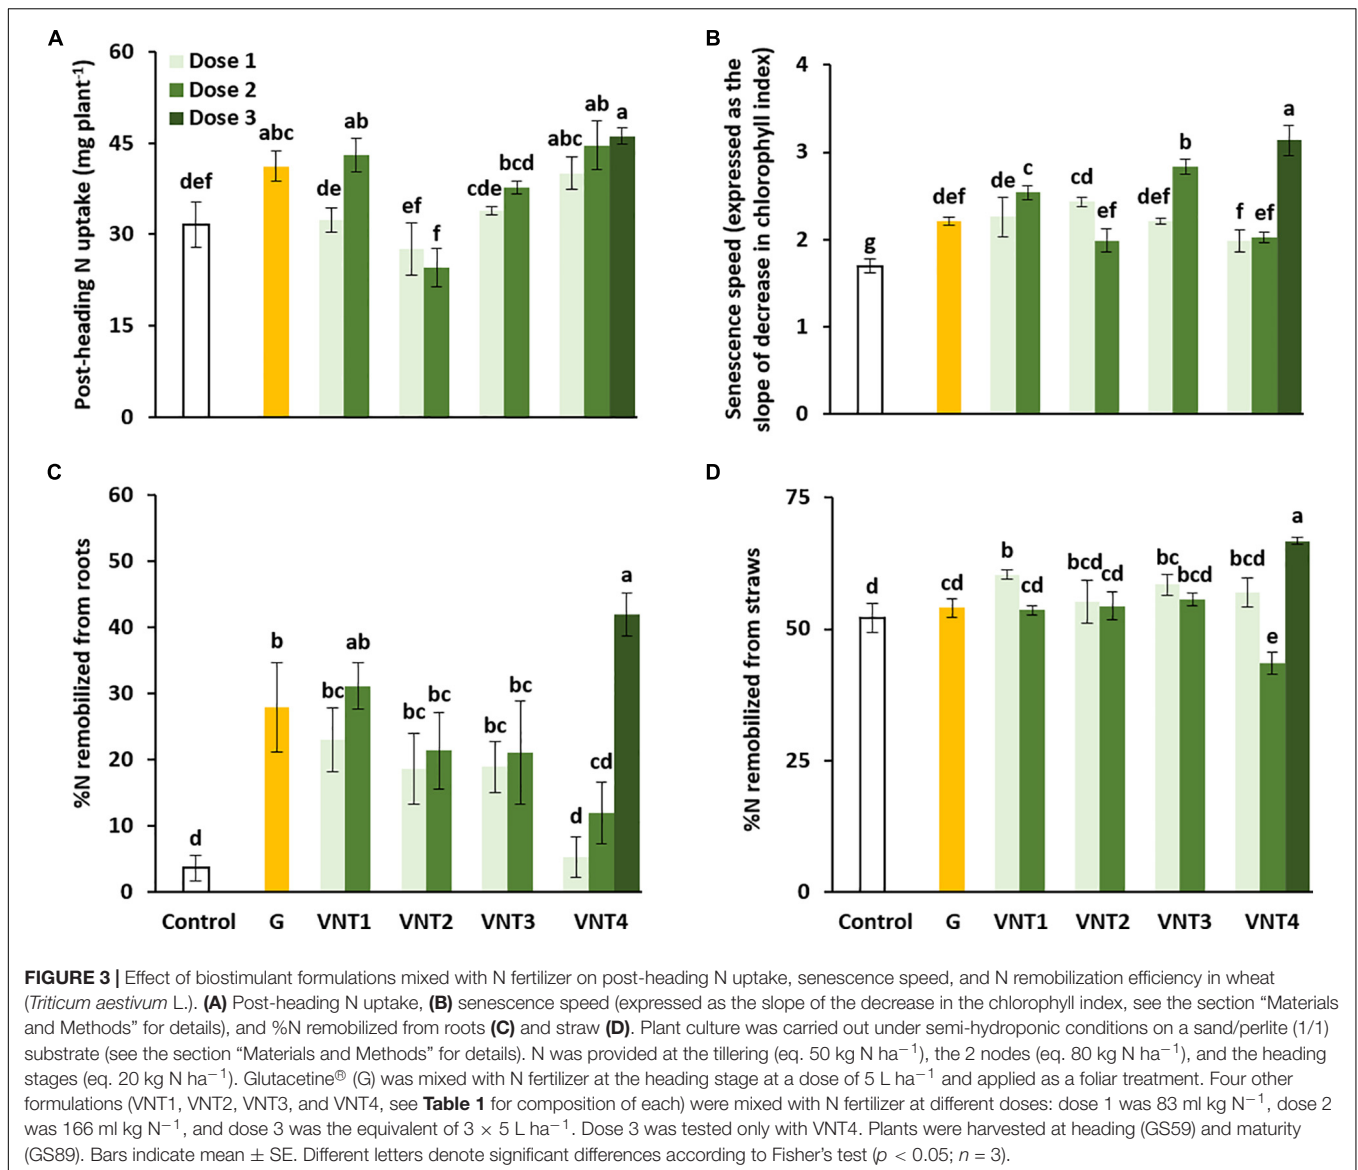 A
Post-heading N uptake (mg plant-1)
60
45
30
15
0
Dose 1
Dose 2
Dose 3
def
abc
de
ab
ef
f
cde
bcd
abc
ab
a
B
Senescence speed (expressed as the
slope of decrease in chlorophyll index)
4
3
2
1
0
g
def
de
c
cd
ef
def
b
f
ef
a
C
%N remobilized from roots
60
50
40
30
20
10
0
d
b
bc
ab
bc
bc
bc
bc
d
cd
a
Control G VNT1 VNT2 VNT3 VNT4
D
%N remobilized from straws
75
50
25
0
d
cd
b
cd
bcd
cd
bc
bcd
bcd
e
a
Control G VNT1 VNT2 VNT3 VNT4
FIGURE 3 | Effect of biostimulant formulations mixed with N fertilizer on post-heading N uptake, senescence speed, and N remobilization efficiency in wheat
(Triticum aestivum L.). (A) Post-heading N uptake, (B) senescence speed (expressed as the slope of the decrease in the chlorophyll index, see the section “Materials
and Methods” for details), and %N remobilized from roots (C) and straw (D). Plant culture was carried out under semi-hydroponic conditions on a sand/perlite (1/1)
substrate (see the section “Materials and Methods” for details). N was provided at the tillering (eq. 50 kg N ha−1), the 2 nodes (eq. 80 kg N ha−1), and the heading
stages (eq. 20 kg N ha−1). Glutacetine® (G) was mixed with N fertilizer at the heading stage at a dose of 5 L ha−1 and applied as a foliar treatment. Four other
formulations (VNT1, VNT2, VNT3, and VNT4, see Table 1 for composition of each) were mixed with N fertilizer at different doses: dose 1 was 83 ml kg N−1, dose 2
was 166 ml kg N−1, and dose 3 was the equivalent of 3 × 5 L ha−1. Dose 3 was tested only with VNT4. Plants were harvested at heading (GS59) and maturity
(GS89). Bars indicate mean ± SE. Different letters denote significant differences according to Fisher’s test (p < 0.05; n = 3).